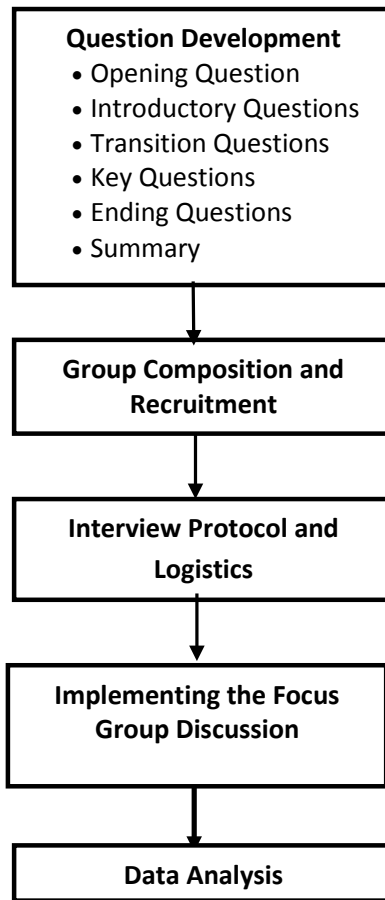 Question Development
• Opening Question
• Introductory Questions
• Transition Questions
• Key Questions
• Ending Questions
• Summary
Group Composition and
Recruitment
Interview Protocol and
Logistics
Implementing the Focus
Group Discussion
Data Analysis